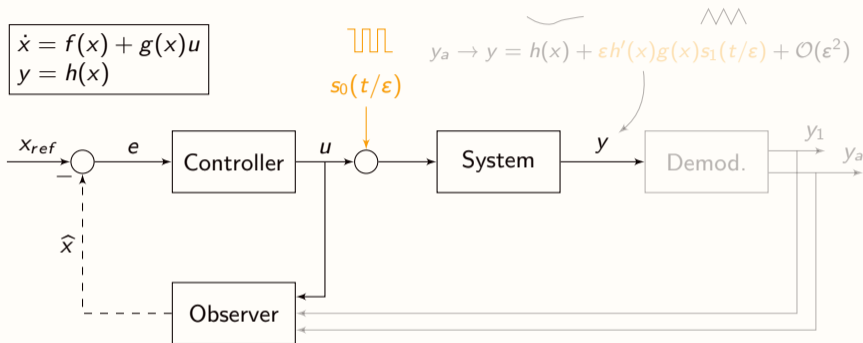 ẋ = f(x) + g(x)u
y = h(x)
s₀(t/ε)
yₐ → y = h(x) + εh′(x)g(x)s₁(t/ε) + 𝒪(ε²)
x_ref
e
Controller
u
System
y
Demod.
y₁
yₐ
−
x̂
Observer